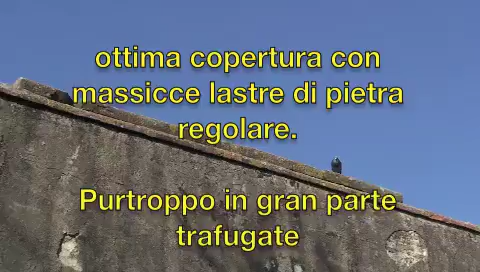 ottima copertura con
massicce lastre di pietra
regolare.
Purtroppo in gran parte
trafugate